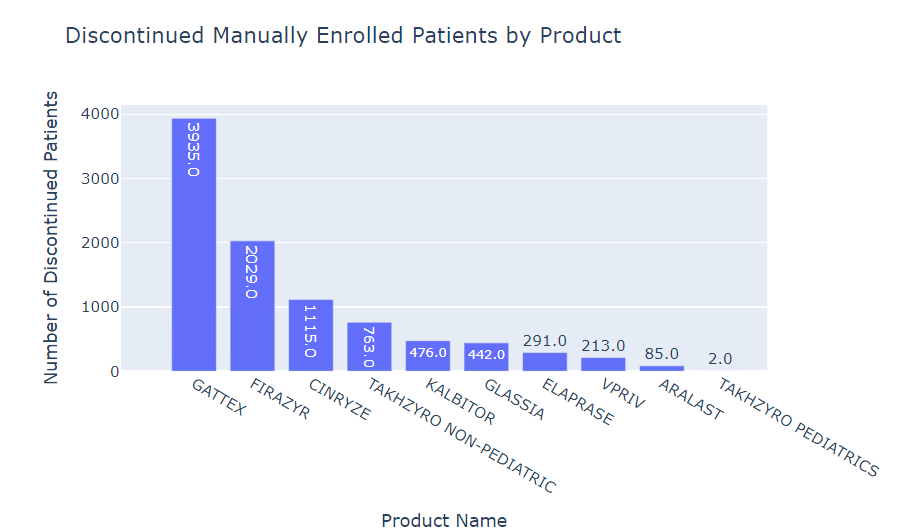 Discontinued Manually Enrolled Patients by Product
Number of Discontinued Patients
4000
3000
2000
1000
0
3935.0
2029.0
1115.0
763.0
476.0
442.0
291.0
213.0
85.0
2.0
GATTEX
FIRAZYR
CINRYZE
TAKHZYRO NON-PEDIATRIC
KALBITOR
GLASSIA
ELAPRASE
VPRIV
ARALAST
TAKHZYRO PEDIATRICS
Product Name